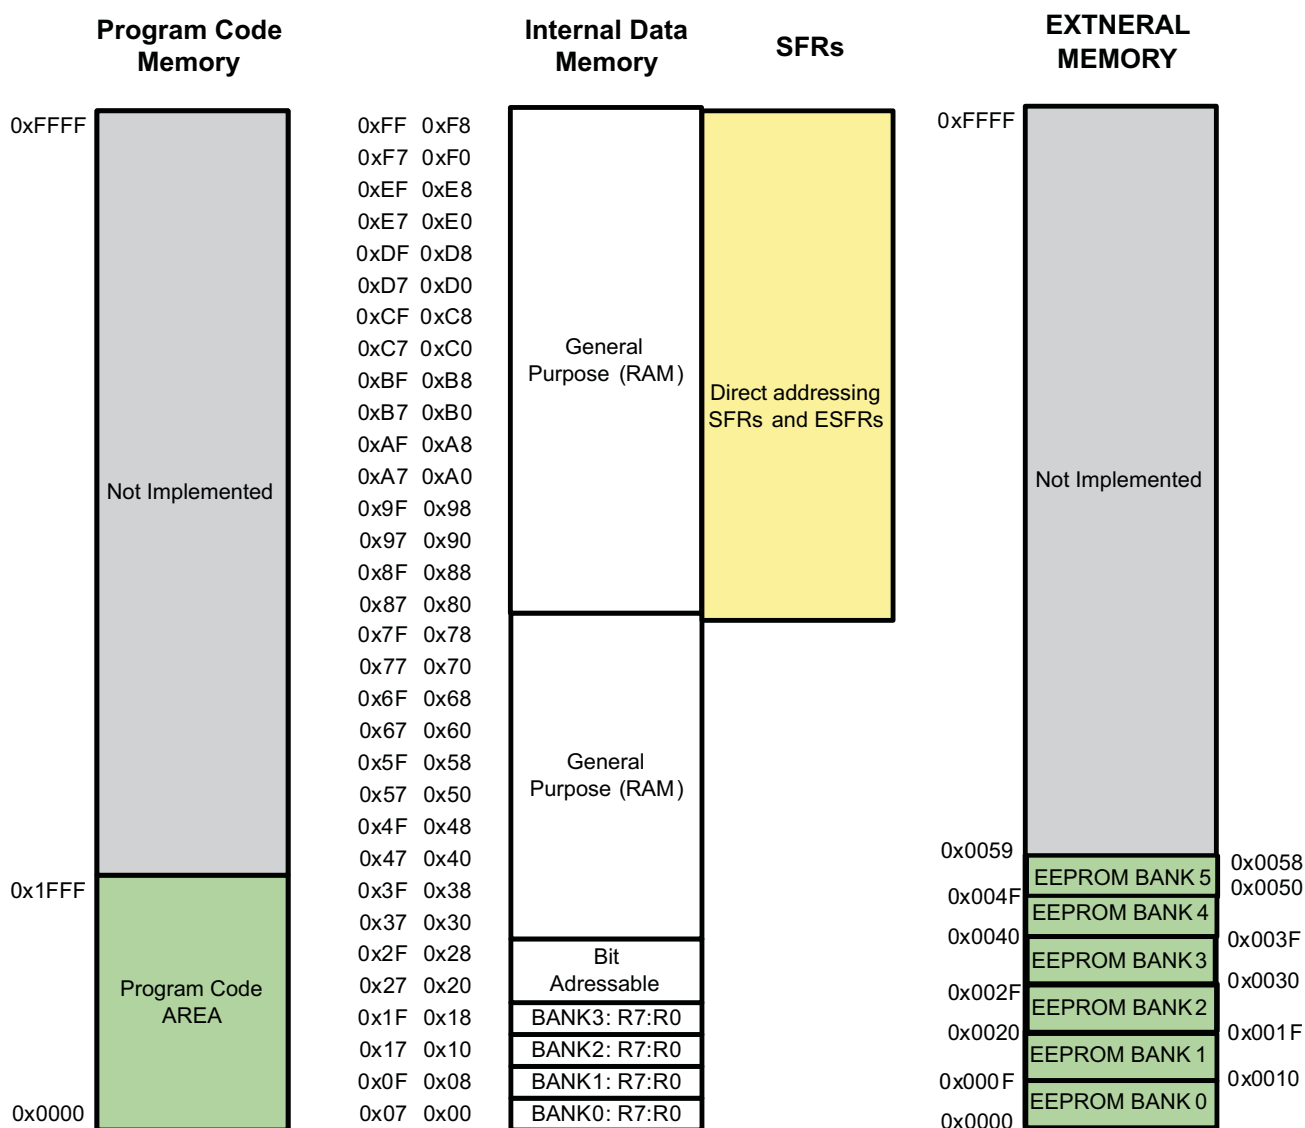 Program Code
Memory
0xFFFF
Not Implemented
0x1FFF
Program Code
AREA
0x0000
Internal Data
Memory
SFRs
0xFF 0xF8
0xF7 0xF0
0xEF 0xE8
0xE7 0xE0
0xDF 0xD8
0xD7 0xD0
0xCF 0xC8
0xC7 0xC0
0xBF 0xB8
0xB7 0xB0
0xAF 0xA8
0xA7 0xA0
0x9F 0x98
0x97 0x90
0x8F 0x88
0x87 0x80
0x7F 0x78
0x77 0x70
0x6F 0x68
0x67 0x60
0x5F 0x58
0x57 0x50
0x4F 0x48
0x47 0x40
0x3F 0x38
0x37 0x30
0x2F 0x28
0x27 0x20
0x1F 0x18
0x17 0x10
0x0F 0x08
0x07 0x00
General
Purpose (RAM)
General
Purpose (RAM)
Bit
Adressable
BANK3: R7:R0
BANK2: R7:R0
BANK1: R7:R0
BANK0: R7:R0
Direct addressing
SFRs and ESFRs
EXTNERAL
MEMORY
0xFFFF
Not Implemented
0x0059
0x0058
EEPROM BANK 5
0x0050
0x004F
EEPROM BANK 4
0x0040
0x003F
EEPROM BANK 3
0x0030
0x002F
EEPROM BANK 2
0x0020
0x001F
EEPROM BANK 1
0x0010
0x000F
EEPROM BANK 0
0x0000